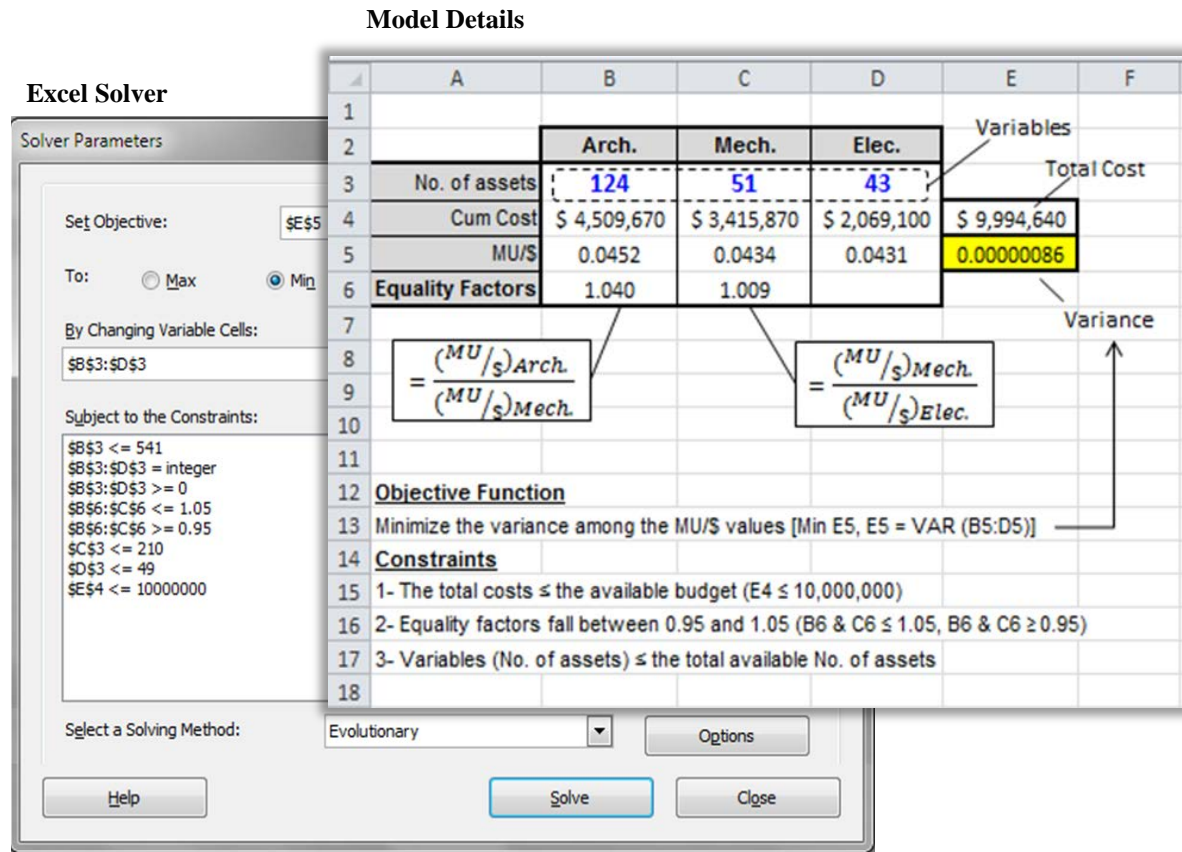 Model Details
Excel Solver
Solver Parameters
Set Objective: $E$5
To: Max Min
By Changing Variable Cells:
$B$3:$D$3
Subject to the Constraints:
$B$3 <= 541
$B$3:$D$3 = integer
$B$3:$D$3 >= 0
$B$6:$C$6 <= 1.05
$B$6:$C$6 >= 0.95
$C$3 <= 210
$D$3 <= 49
$E$4 <= 10000000
Select a Solving Method: Evolutionary Options
Help Solve Close
A B C D E F
1
2 Arch. Mech. Elec. Variables
3 No. of assets 124 51 43 Total Cost
4 Cum Cost $ 4,509,670 $ 3,415,870 $ 2,069,100 $ 9,994,640
5 MU/$ 0.0452 0.0434 0.0431 0.00000086
6 Equality Factors 1.040 1.009
7 Variance
8 = (MU/$)Arch. = (MU/$)Mech.
9 (MU/$)Mech. (MU/$)Elec.
10
11
12 Objective Function
13 Minimize the variance among the MU/$ values [Min E5, E5 = VAR (B5:D5)]
14 Constraints
15 1- The total costs ≤ the available budget (E4 ≤ 10,000,000)
16 2- Equality factors fall between 0.95 and 1.05 (B6 & C6 ≤ 1.05, B6 & C6 ≥ 0.95)
17 3- Variables (No. of assets) ≤ the total available No. of assets
18